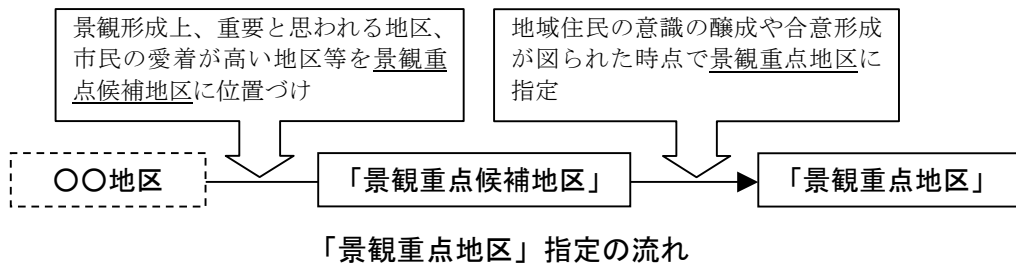 景観形成上、重要と思われる地区、
市民の愛着が高い地区等を景観重
点候補地区に位置づけ
地域住民の意識の醸成や合意形成
が図られた時点で景観重点地区に
指定
〇〇地区
「景観重点候補地区」
「景観重点地区」
「景観重点地区」指定の流れ